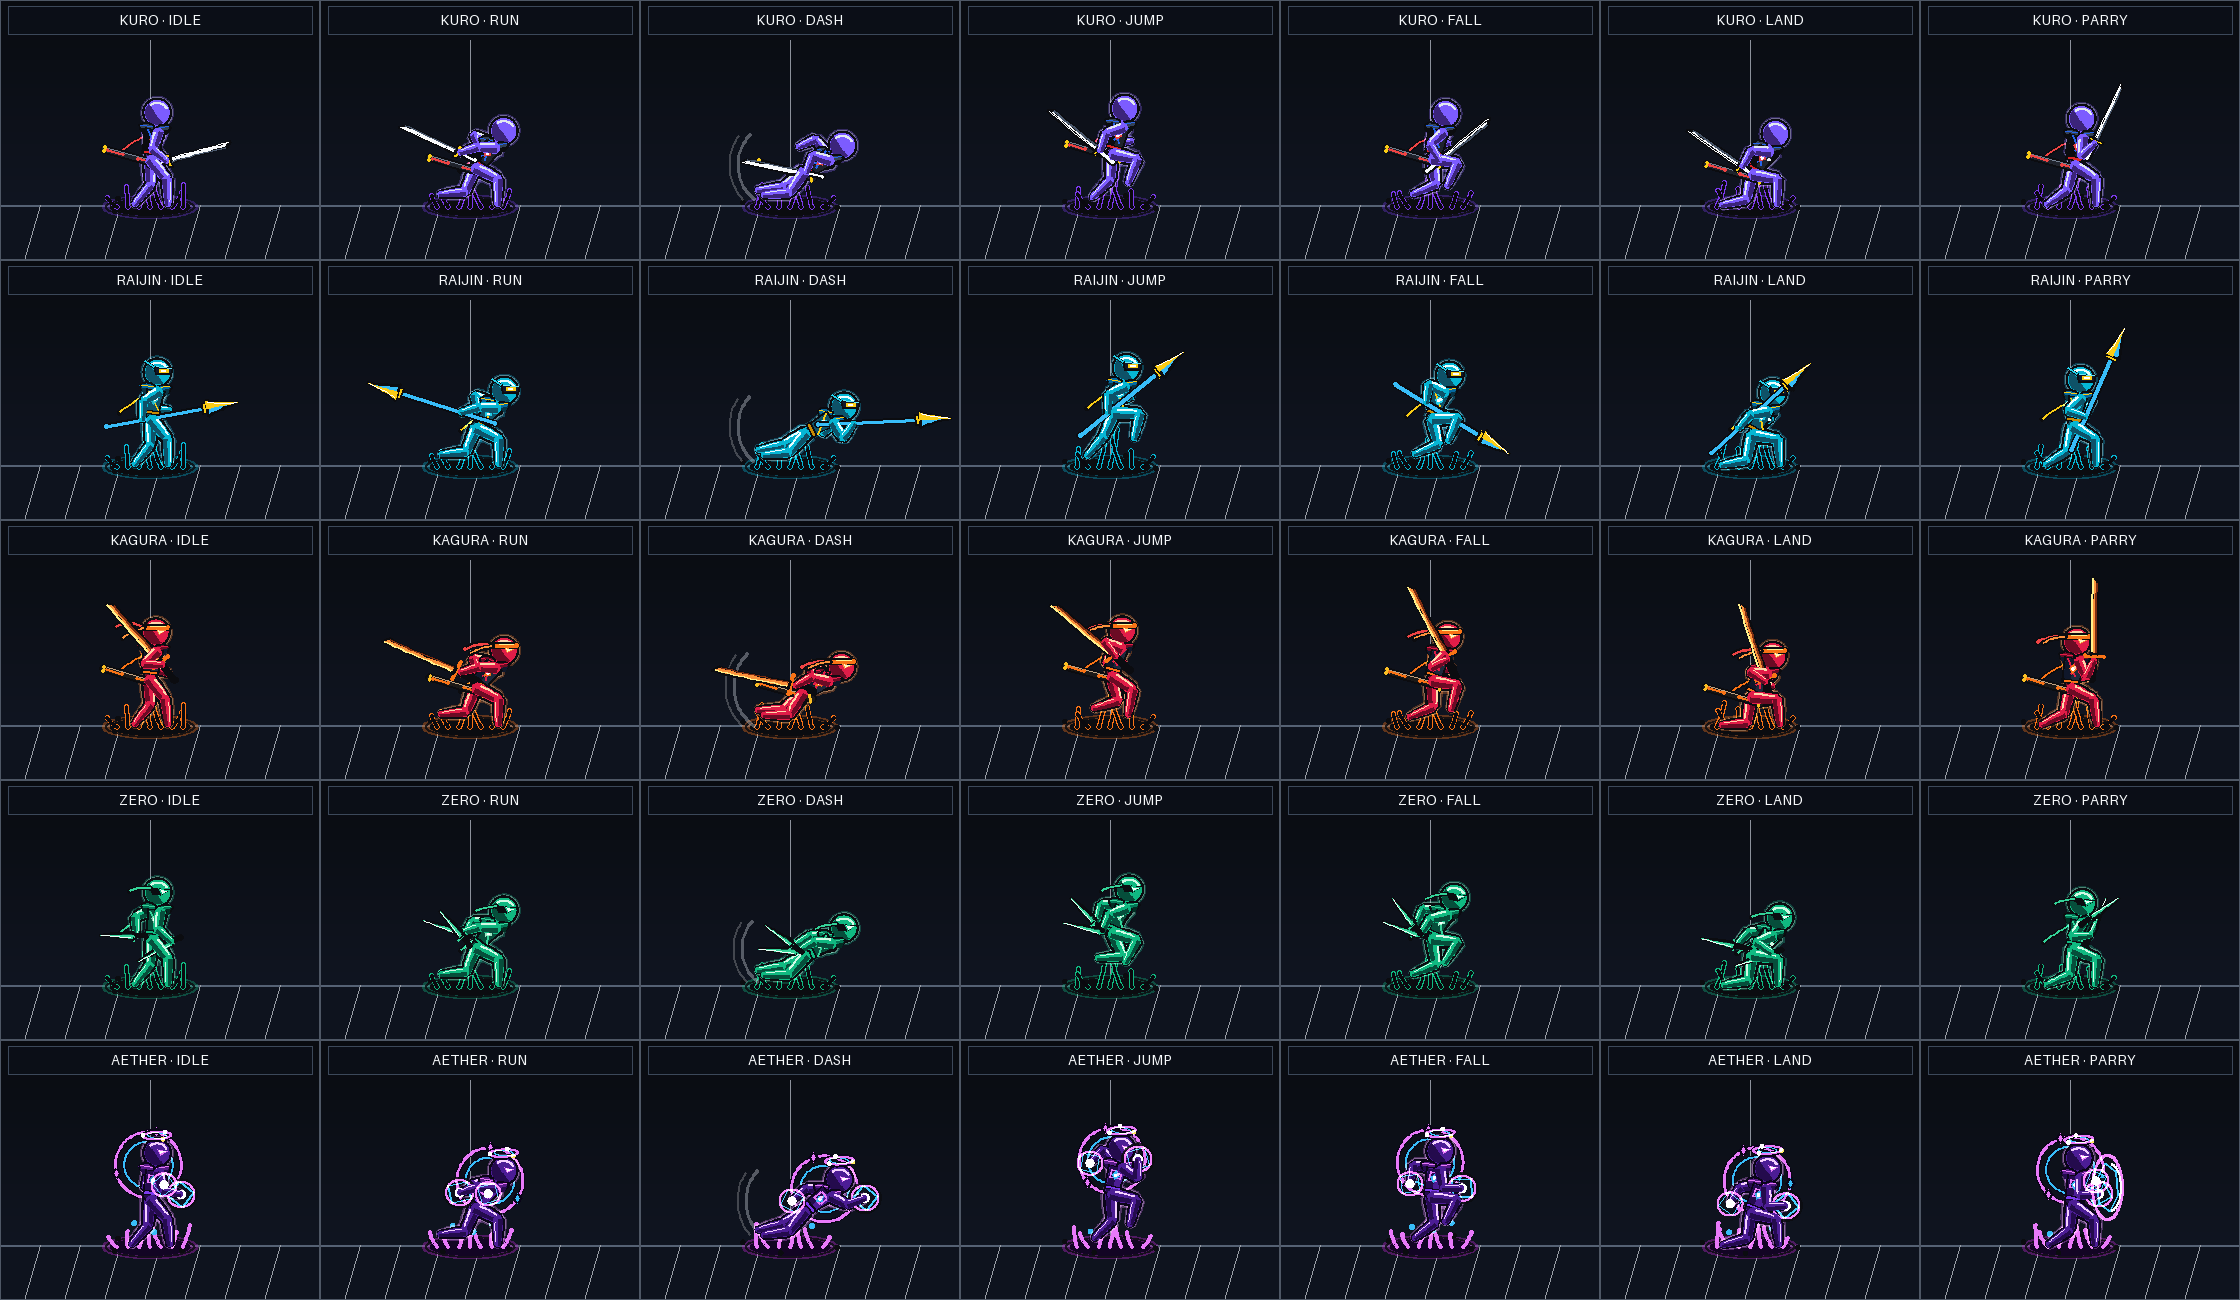 KURO · IDLE
KURO · RUN
KURO · DASH
KURO · JUMP
KURO · FALL
KURO · LAND
KURO · PARRY
RAIJIN · IDLE
RAIJIN · RUN
RAIJIN · DASH
RAIJIN · JUMP
RAIJIN · FALL
RAIJIN · LAND
RAIJIN · PARRY
KAGURA · IDLE
KAGURA · RUN
KAGURA · DASH
KAGURA · JUMP
KAGURA · FALL
KAGURA · LAND
KAGURA · PARRY
ZERO · IDLE
ZERO · RUN
ZERO · DASH
ZERO · JUMP
ZERO · FALL
ZERO · LAND
ZERO · PARRY
AETHER · IDLE
AETHER · RUN
AETHER · DASH
AETHER · JUMP
AETHER · FALL
AETHER · LAND
AETHER · PARRY